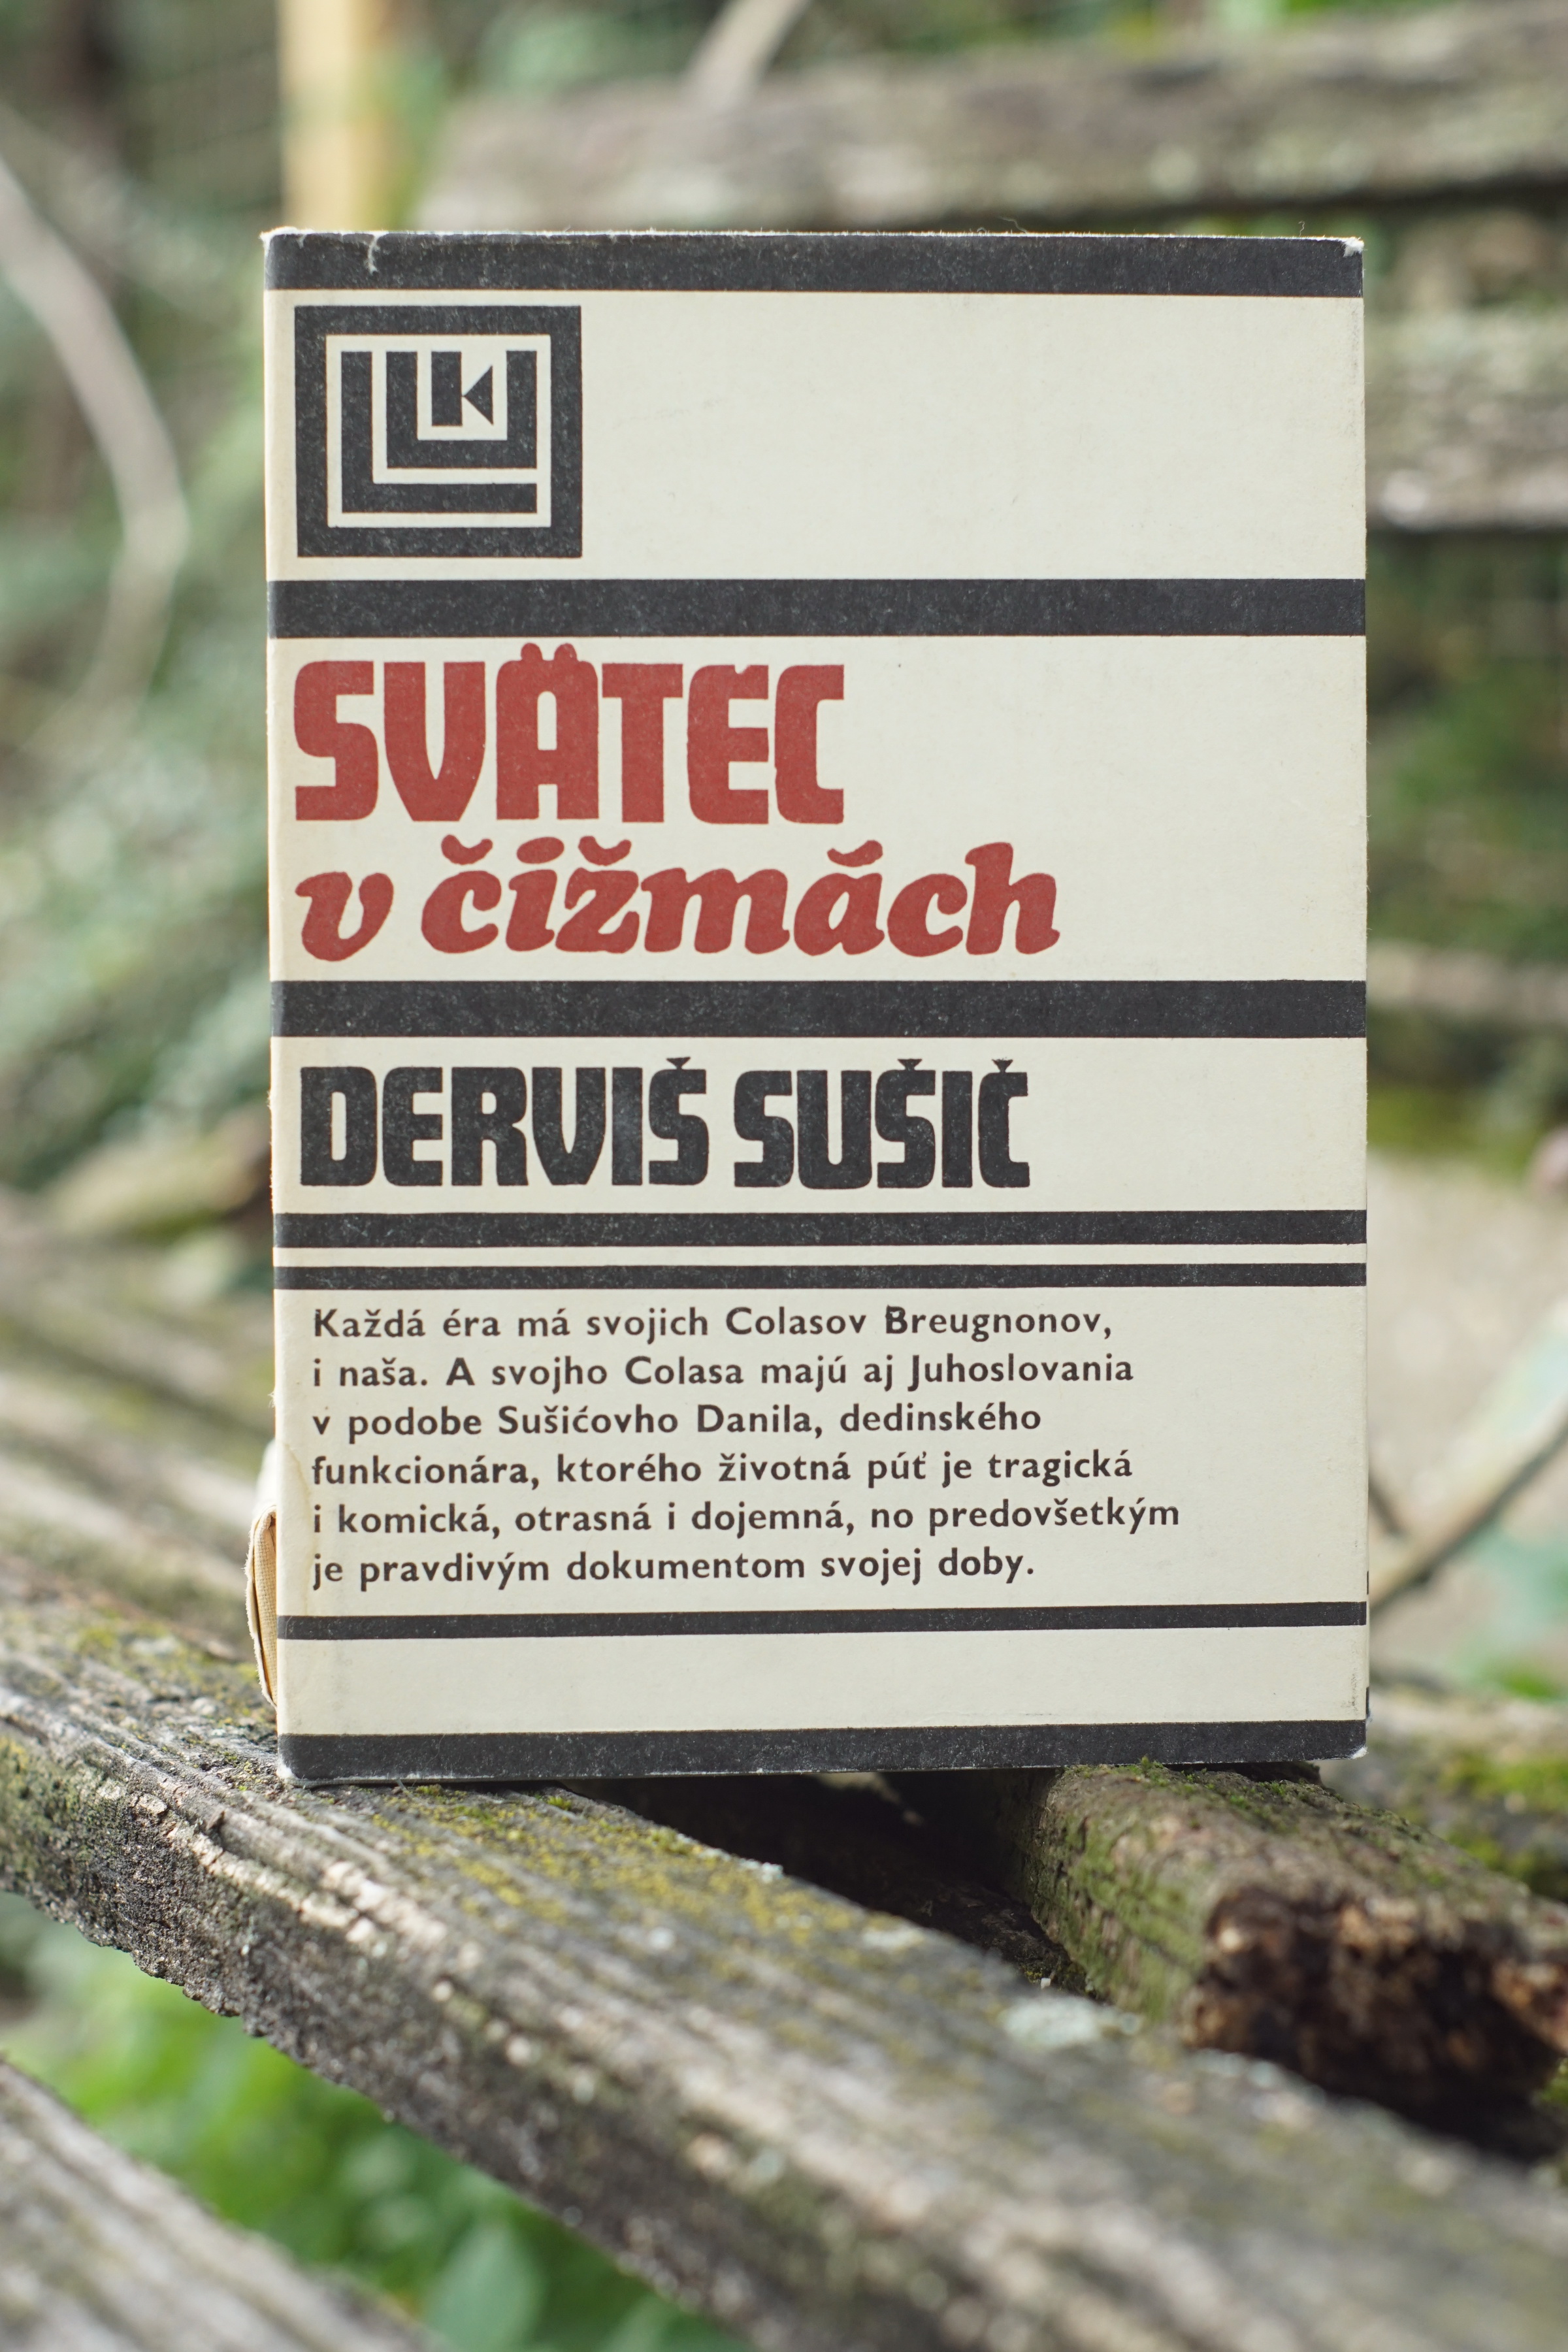 SVÄTEC
v čižmách
DERVIŠ SUŠIČ
Každá éra má svojich Colasov Breugnonov,
i naša. A svojho Colasa majú aj Juhoslovania
v podobe Sušićovho Danila, dedinského
funkcionára, ktorého životná púť je tragická
i komická, otrasná i dojemná, no predovšetkým
je pravdivým dokumentom svojej doby.